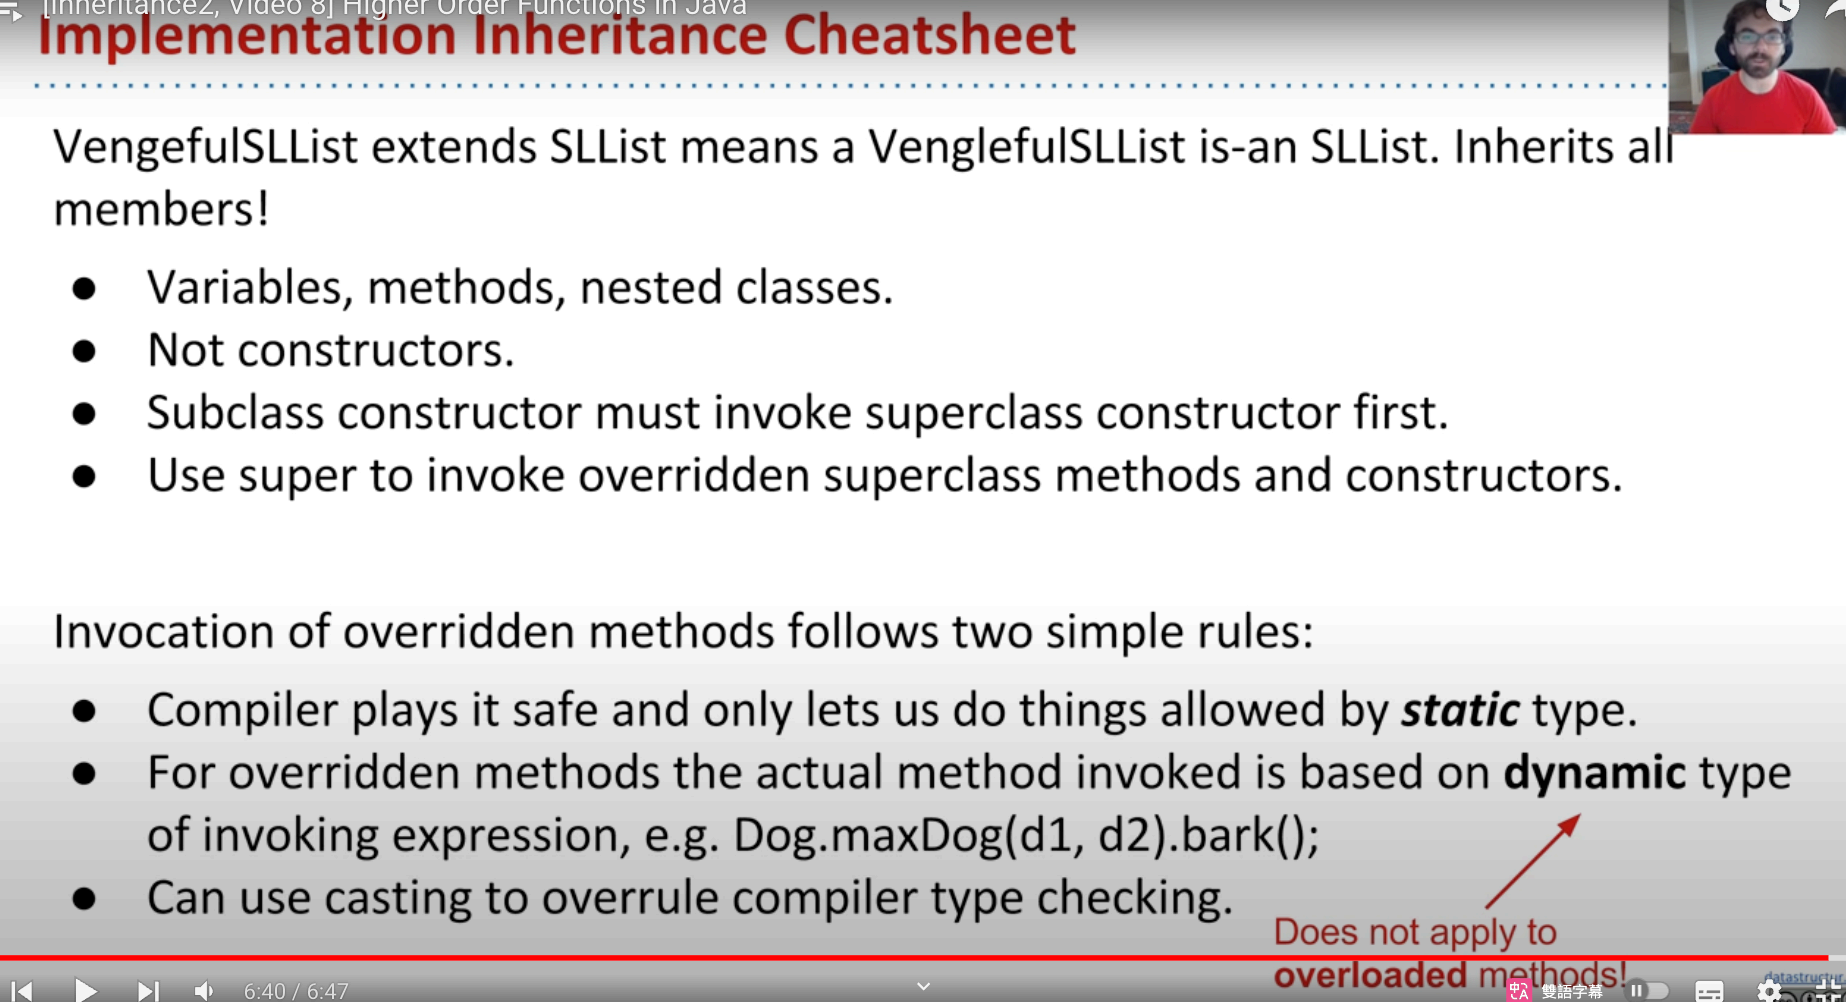 [Inheritance2, Video 8] Higher Order Functions in Java
Implementation Inheritance Cheatsheet
VengefulSLList extends SLList means a VenglefulSLList is-an SLList. Inherits all
members!
● Variables, methods, nested classes.
● Not constructors.
● Subclass constructor must invoke superclass constructor first.
● Use super to invoke overridden superclass methods and constructors.
Invocation of overridden methods follows two simple rules:
● Compiler plays it safe and only lets us do things allowed by static type.
● For overridden methods the actual method invoked is based on dynamic type
of invoking expression, e.g. Dog.maxDog(d1, d2).bark();
● Can use casting to overrule compiler type checking.
Does not apply to
overloaded methods!
datastructur
6:40 / 6:47
雙語字幕